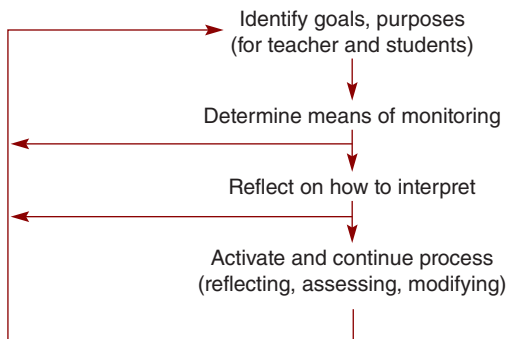 Identify goals, purposes
(for teacher and students)
Determine means of monitoring
Reflect on how to interpret
Activate and continue process
(reflecting, assessing, modifying)